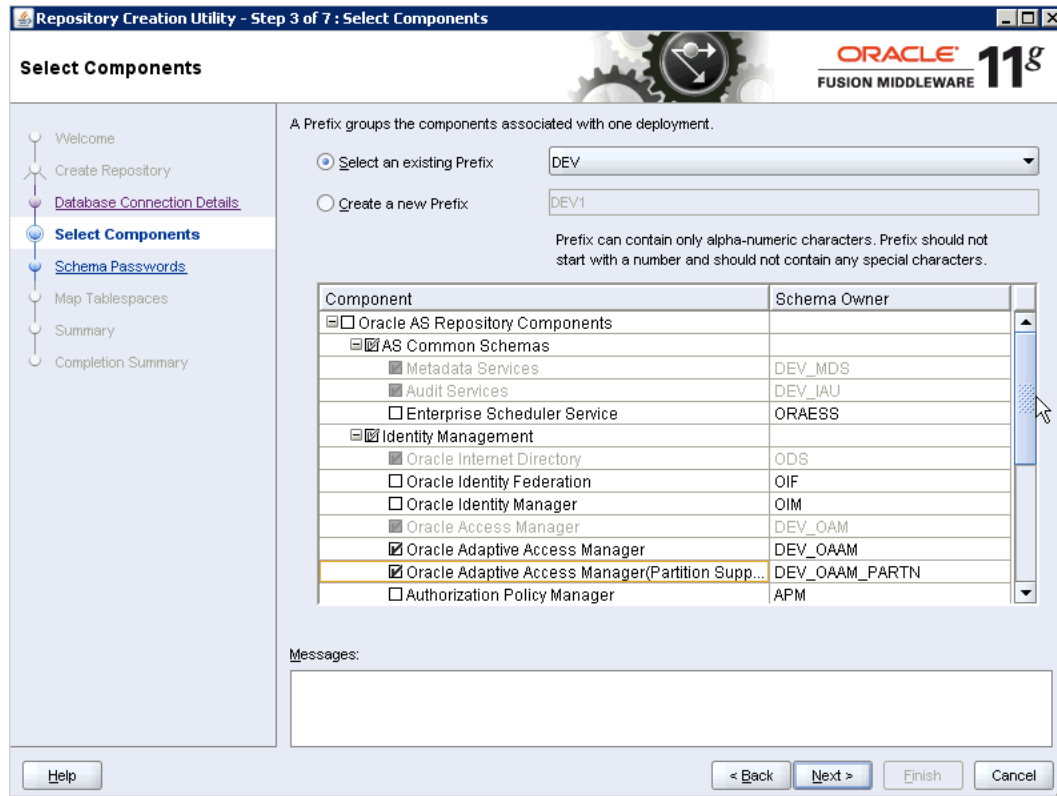 Repository Creation Utility - Step 3 of 7 : Select Components
Select Components
ORACLE
FUSION MIDDLEWARE
11g
Welcome
Create Repository
Database Connection Details
Select Components
Schema Passwords
Map Tablespaces
Summary
Completion Summary
A Prefix groups the components associated with one deployment.
Select an existing Prefix DEV
Create a new Prefix DEV1
Prefix can contain only alpha-numeric characters. Prefix should not
start with a number and should not contain any special characters.
Component Schema Owner
Oracle AS Repository Components
AS Common Schemas
Metadata Services DEV_MDS
Audit Services DEV_IAU
Enterprise Scheduler Service ORAESS
Identity Management
Oracle Internet Directory ODS
Oracle Identity Federation OIF
Oracle Identity Manager OIM
Oracle Access Manager DEV_OAM
Oracle Adaptive Access Manager DEV_OAAM
Oracle Adaptive Access Manager(Partition Supp... DEV_OAAM_PARTN
Authorization Policy Manager APM
Messages:
Help < Back Next > Finish Cancel